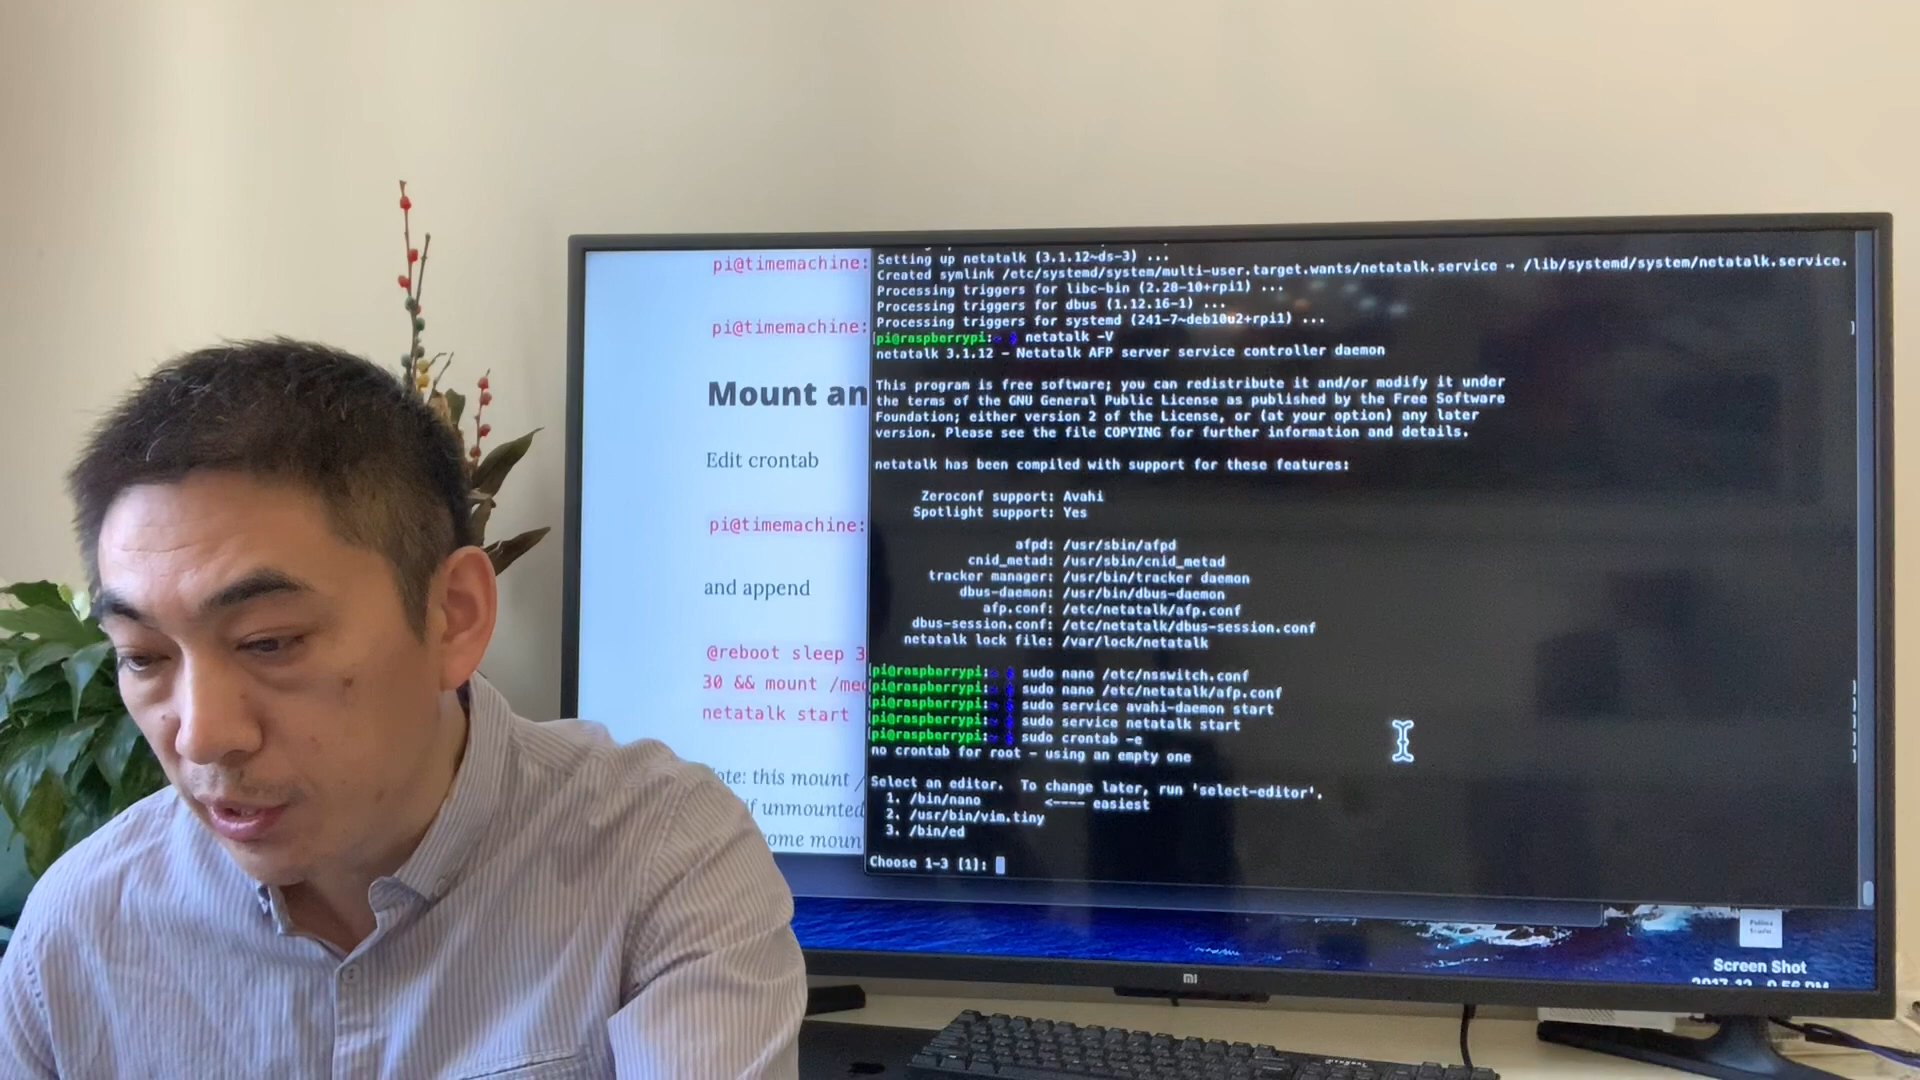 pi@timemachine:
pi@timemachine:
Mount an
Edit crontab
pi@timemachine:
and append
@reboot sleep 3
30 && mount /med
netatalk start
ote: this mount /
if unmounted
ome moun
Setting up netatalk (3.1.12~ds-3) ...
Created symlink /etc/systemd/system/multi-user.target.wants/netatalk.service → /lib/systemd/system/netatalk.service.
Processing triggers for libc-bin (2.28-10+rpi1) ...
Processing triggers for dbus (1.12.16-1) ...
Processing triggers for systemd (241-7~deb10u2+rpi1) ...
[pi@raspberrypi:~ $ netatalk -V
netatalk 3.1.12 - Netatalk AFP server service controller daemon
This program is free software; you can redistribute it and/or modify it under
the terms of the GNU General Public License as published by the Free Software
Foundation; either version 2 of the License, or (at your option) any later
version. Please see the file COPYING for further information and details.
netatalk has been compiled with support for these features:
Zeroconf support: Avahi
Spotlight support: Yes
afpd: /usr/sbin/afpd
cnid_metad: /usr/sbin/cnid_metad
tracker manager: /usr/bin/tracker daemon
dbus-daemon: /usr/bin/dbus-daemon
afp.conf: /etc/netatalk/afp.conf
dbus-session.conf: /etc/netatalk/dbus-session.conf
netatalk lock file: /var/lock/netatalk
[pi@raspberrypi:~ $ sudo nano /etc/nsswitch.conf
[pi@raspberrypi:~ $ sudo nano /etc/netatalk/afp.conf
[pi@raspberrypi:~ $ sudo service avahi-daemon start
[pi@raspberrypi:~ $ sudo service netatalk start
[pi@raspberrypi:~ $ sudo crontab -e
no crontab for root - using an empty one
Select an editor.  To change later, run 'select-editor'.
1. /bin/nano        <---- easiest
2. /usr/bin/vim.tiny
3. /bin/ed
Choose 1-3 [1]:
Screen Shot
mi